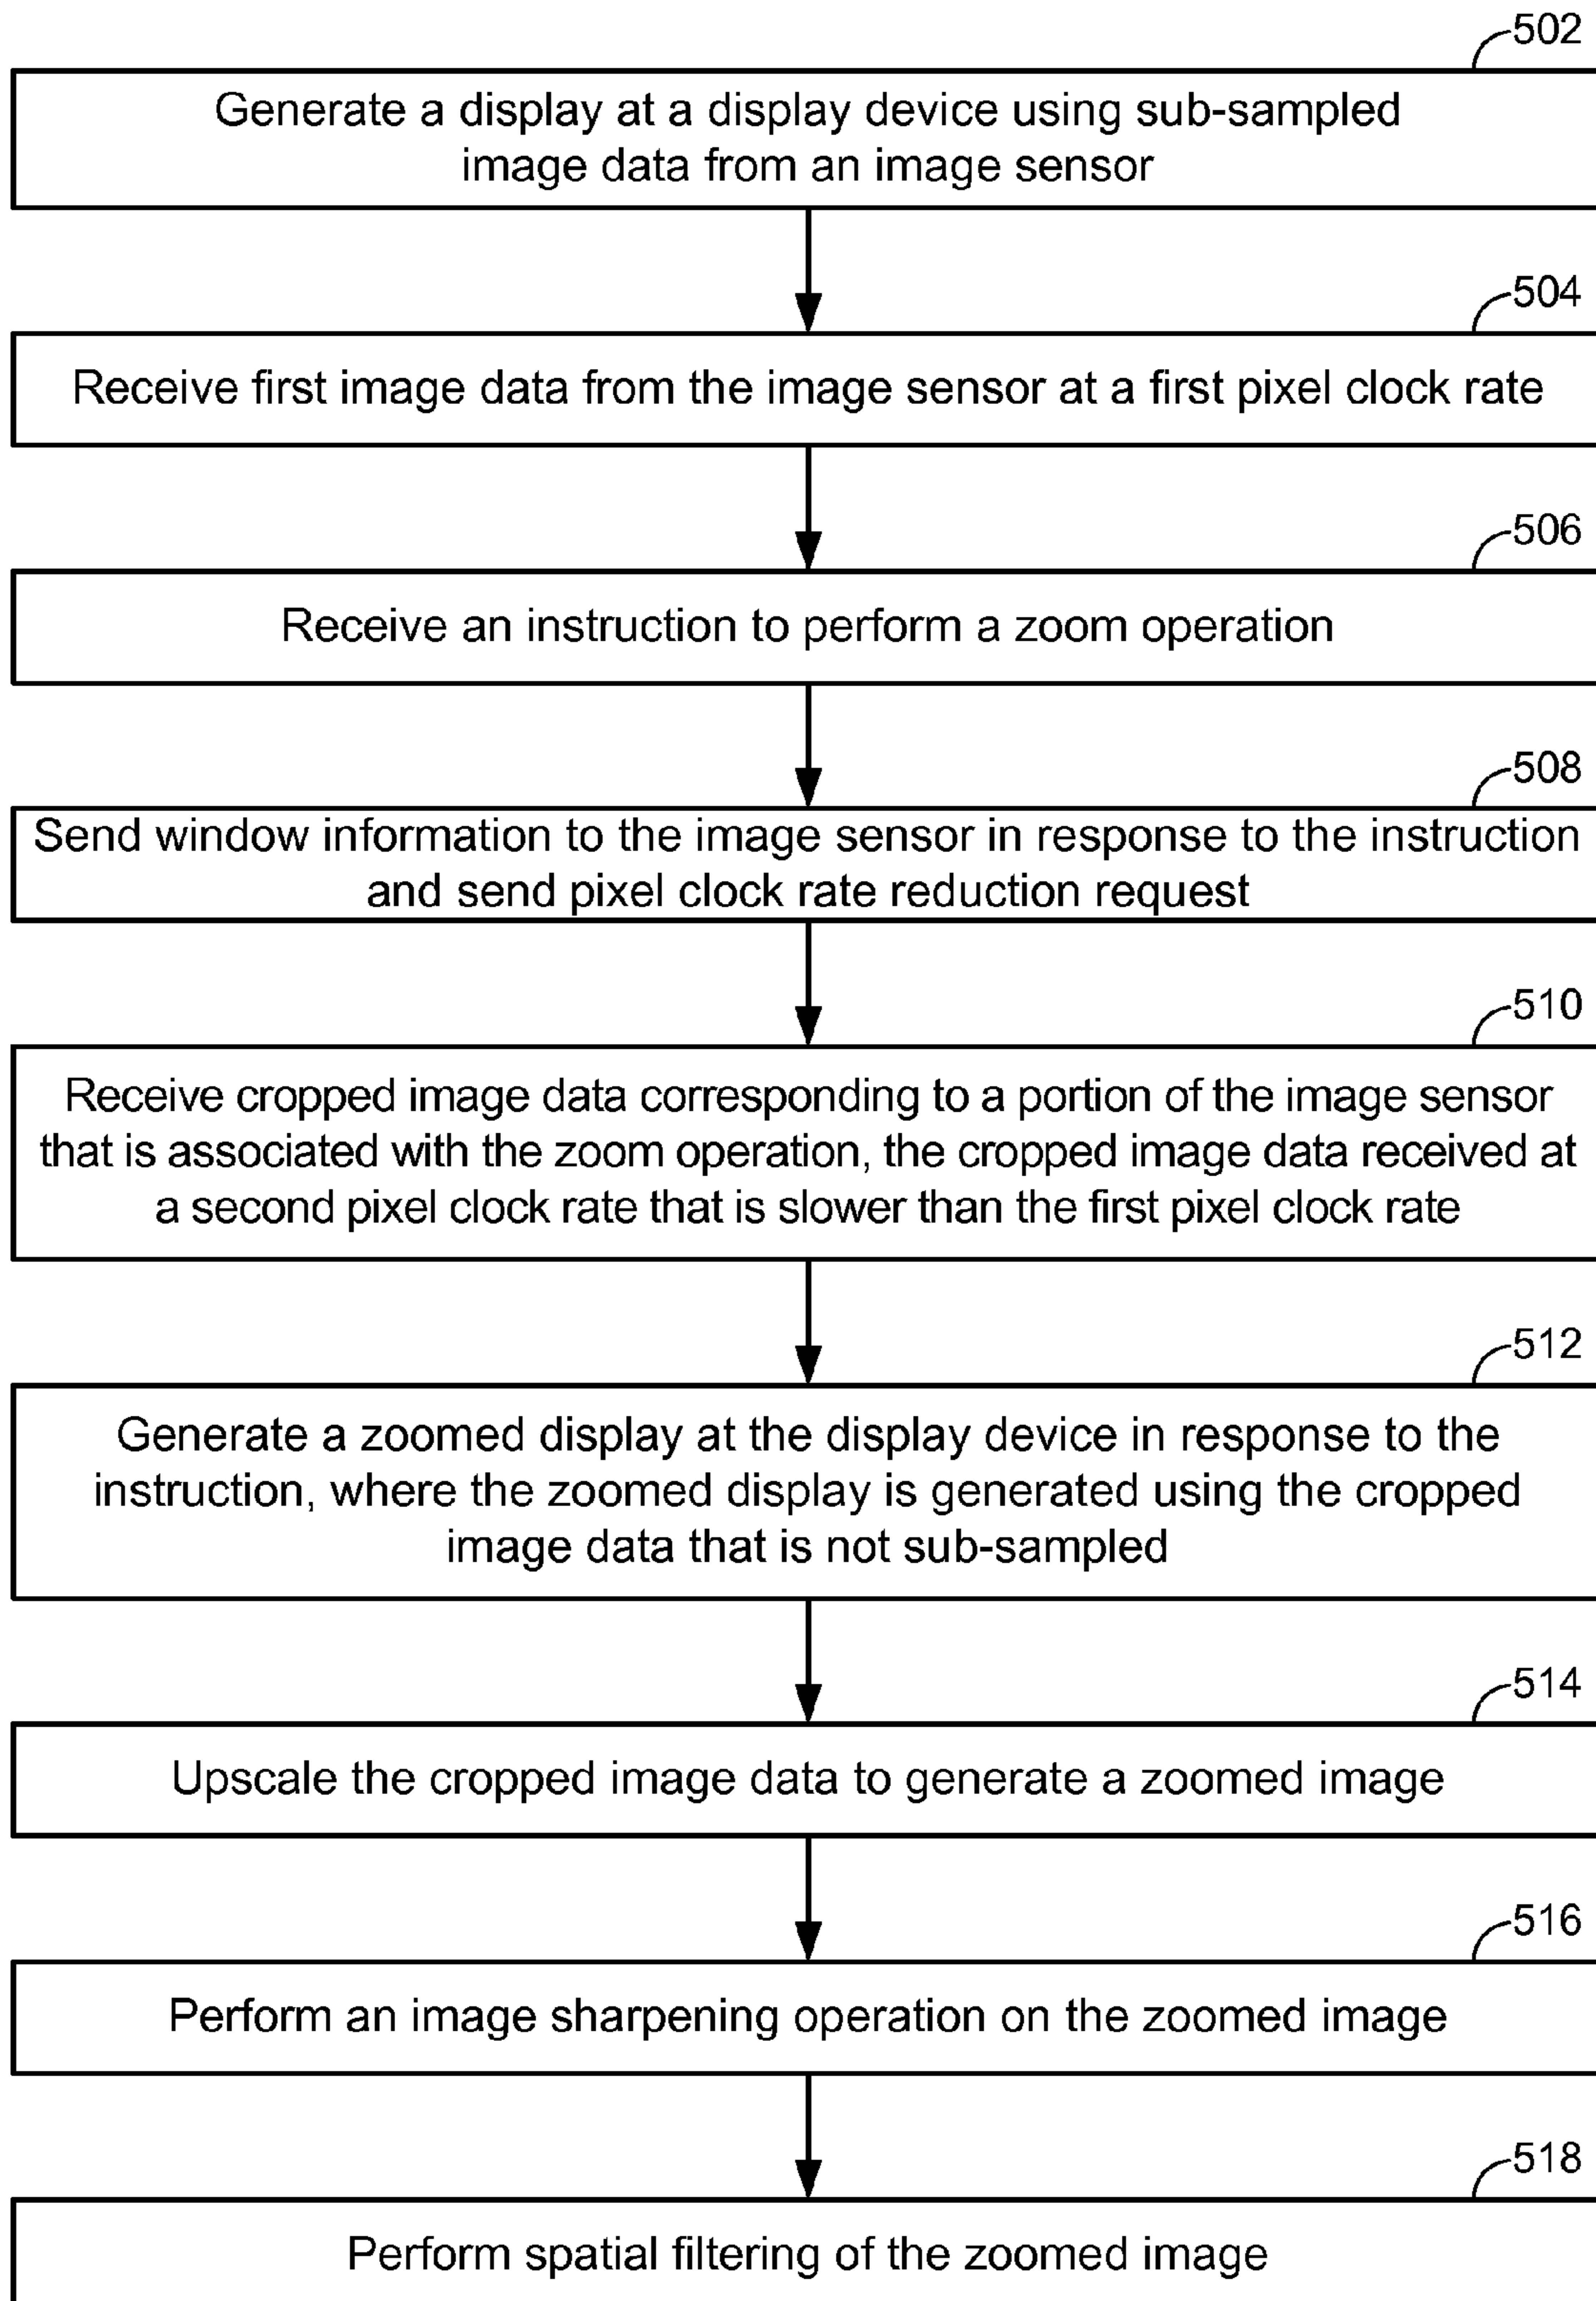 502
Generate a display at a display device using sub-sampled
image data from an image sensor
504
Receive first image data from the image sensor at a first pixel clock rate
506
Receive an instruction to perform a zoom operation
508
Send window information to the image sensor in response to the instruction
and send pixel clock rate reduction request
510
Receive cropped image data corresponding to a portion of the image sensor
that is associated with the zoom operation, the cropped image data received at
a second pixel clock rate that is slower than the first pixel clock rate
512
Generate a zoomed display at the display device in response to the
instruction, where the zoomed display is generated using the cropped
image data that is not sub-sampled
514
Upscale the cropped image data to generate a zoomed image
516
Perform an image sharpening operation on the zoomed image
518
Perform spatial filtering of the zoomed image